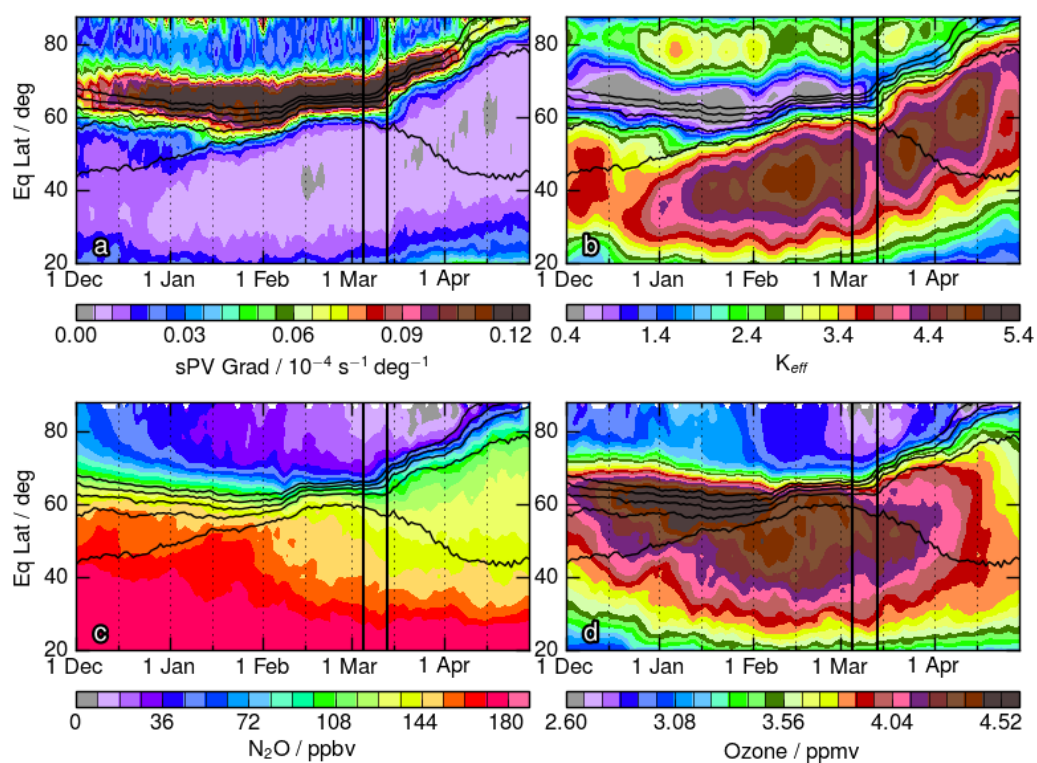 80
60
40
20
Eq Lat / deg
a
1 Dec 1 Jan 1 Feb 1 Mar 1 Apr
0.00 0.03 0.06 0.09 0.12
sPV Grad / 10⁻⁴ s⁻¹ deg⁻¹
80
60
40
20
Eq Lat / deg
b
1 Dec 1 Jan 1 Feb 1 Mar 1 Apr
0.4 1.4 2.4 3.4 4.4 5.4
Keff
80
60
40
20
Eq Lat / deg
c
1 Dec 1 Jan 1 Feb 1 Mar 1 Apr
0 36 72 108 144 180
N₂O / ppbv
80
60
40
20
d
1 Dec 1 Jan 1 Feb 1 Mar 1 Apr
2.60 3.08 3.56 4.04 4.52
Ozone / ppmv